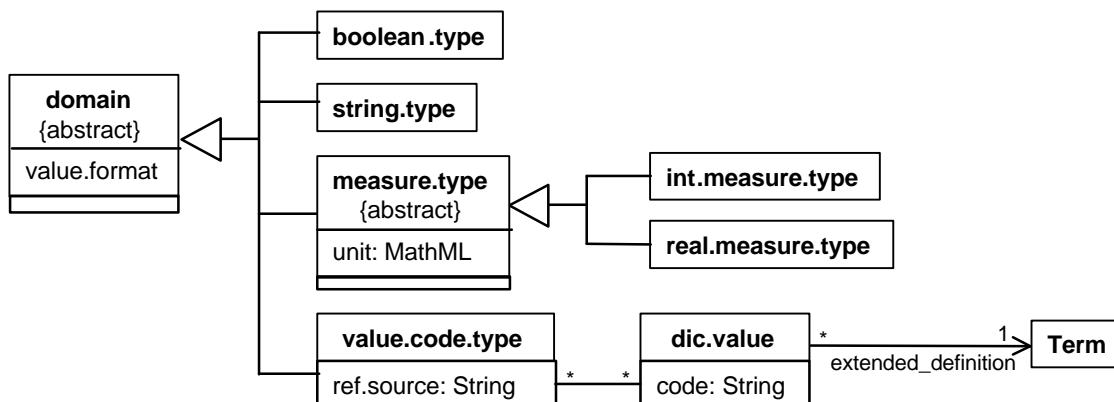 boolean.type
string.type
domain
{abstract}
value.format
measure.type
{abstract}
unit: MathML
int.measure.type
real.measure.type
value.code.type
ref.source: String
*
*
dic.value
code: String
*
1
extended_definition
Term